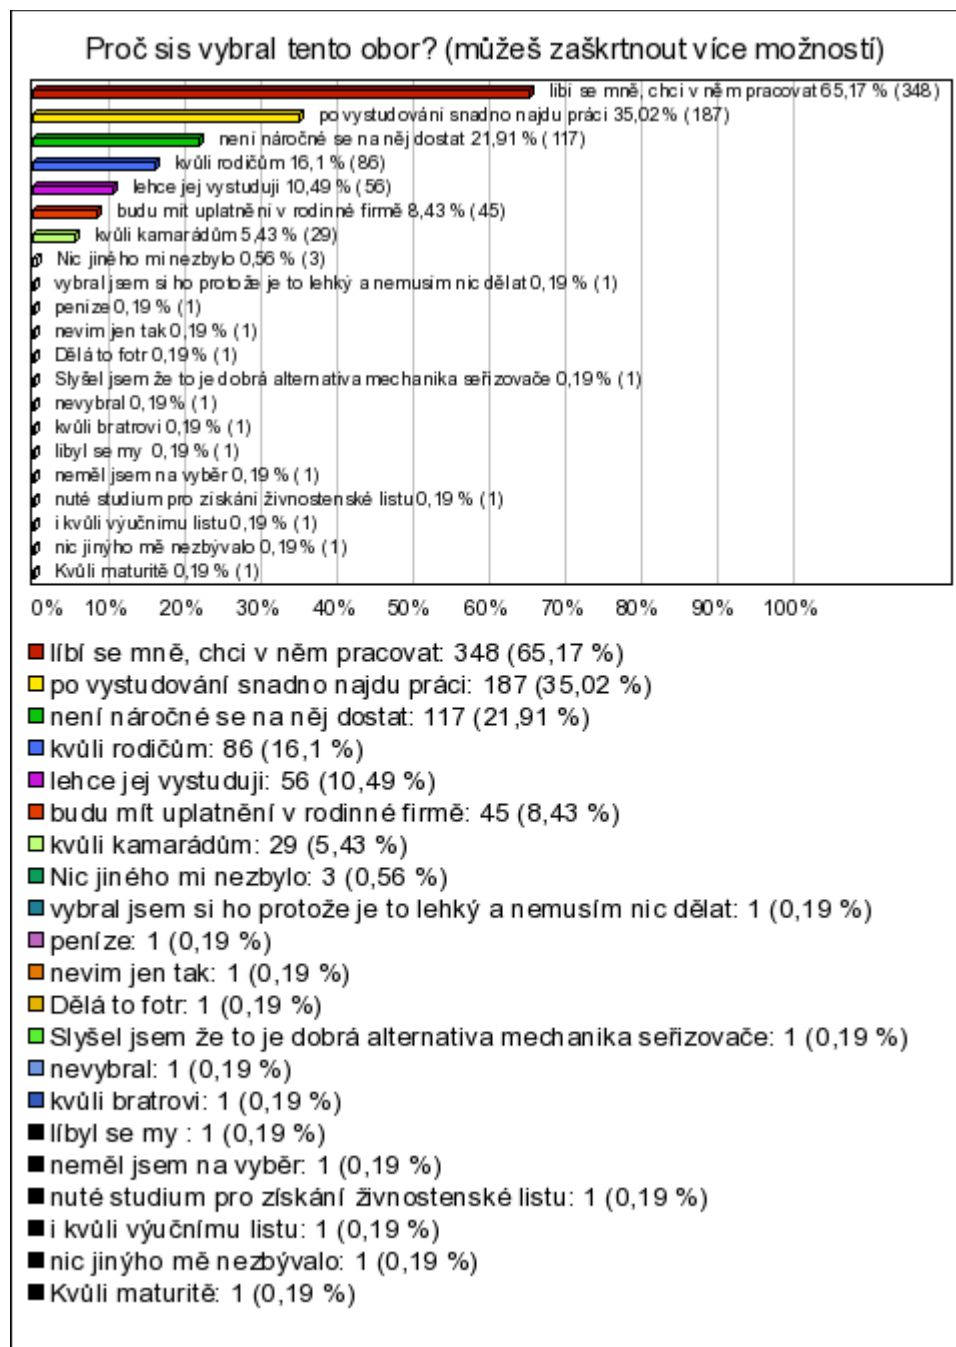 Proč sis vybral tento obor? (můžeš zaškrtnout více možností)
líbí se mně, chci v něm pracovat 65,17 % (348)
po vystudování snadno najdu práci 35,02 % (187)
není náročné se na něj dostat 21,91 % (117)
kvůli rodičům 16,1 % (86)
lehce jej vystuduji 10,49 % (56)
budu mít uplatnění v rodinné firmě 8,43 % (45)
kvůli kamarádům 5,43 % (29)
Nic jiného mi nezbylo 0,56 % (3)
vybral jsem si ho protože je to lehký a nemusím nic dělat 0,19 % (1)
peníze 0,19 % (1)
nevim jen tak 0,19 % (1)
Dělá to fotr 0,19 % (1)
Slyšel jsem že to je dobrá alternativa mechanika seřizovače 0,19 % (1)
nevybral 0,19 % (1)
kvůli bratrovi 0,19 % (1)
líbyl se my 0,19 % (1)
neměl jsem na vyběr 0,19 % (1)
nuté studium pro získání živnostenské listu 0,19 % (1)
i kvůli výučnímu listu 0,19 % (1)
nic jinýho mě nezbývalo 0,19 % (1)
Kvůli maturitě 0,19 % (1)
0% 10% 20% 30% 40% 50% 60% 70% 80% 90% 100%
líbí se mně, chci v něm pracovat: 348 (65,17 %)
po vystudování snadno najdu práci: 187 (35,02 %)
není náročné se na něj dostat: 117 (21,91 %)
kvůli rodičům: 86 (16,1 %)
lehce jej vystuduji: 56 (10,49 %)
budu mít uplatnění v rodinné firmě: 45 (8,43 %)
kvůli kamarádům: 29 (5,43 %)
Nic jiného mi nezbylo: 3 (0,56 %)
vybral jsem si ho protože je to lehký a nemusím nic dělat: 1 (0,19 %)
peníze: 1 (0,19 %)
nevim jen tak: 1 (0,19 %)
Dělá to fotr: 1 (0,19 %)
Slyšel jsem že to je dobrá alternativa mechanika seřizovače: 1 (0,19 %)
nevybral: 1 (0,19 %)
kvůli bratrovi: 1 (0,19 %)
líbyl se my : 1 (0,19 %)
neměl jsem na vyběr: 1 (0,19 %)
nuté studium pro získání živnostenské listu: 1 (0,19 %)
i kvůli výučnímu listu: 1 (0,19 %)
nic jinýho mě nezbývalo: 1 (0,19 %)
Kvůli maturitě: 1 (0,19 %)